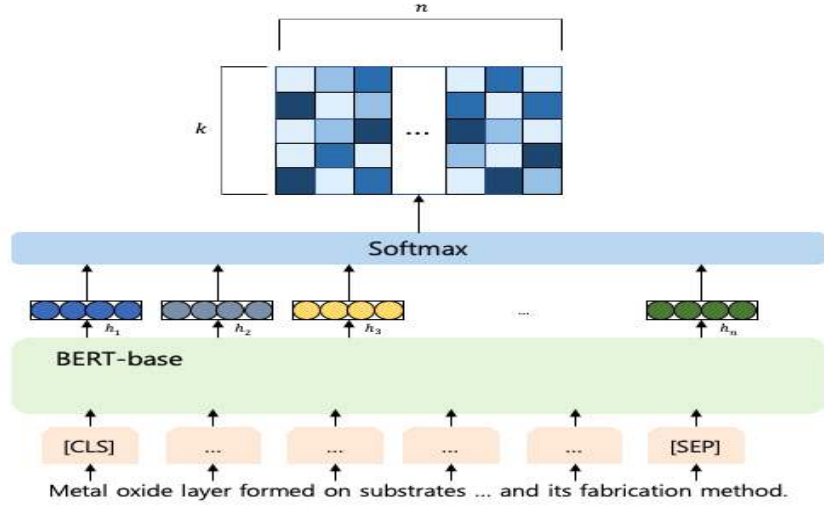 n
k
...
Softmax
h₁ h₂ h₃ ... hₙ
BERT-base
[CLS] ... ... ... ... [SEP]
Metal oxide layer formed on substrates ... and its fabrication method.